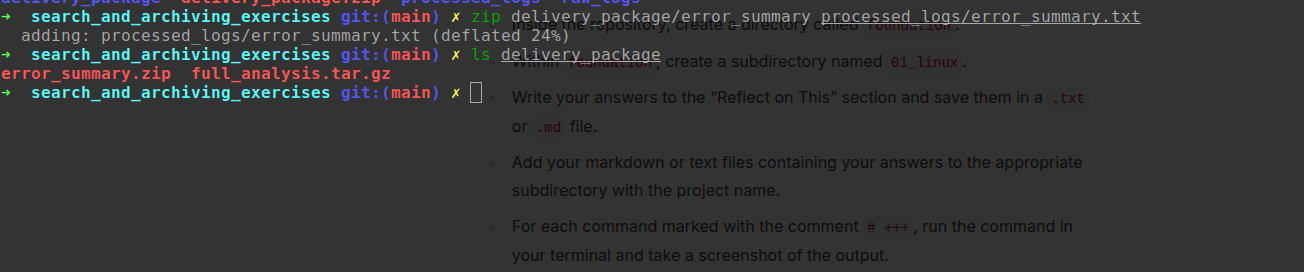 delivery_package delivery_package.zip processed_logs raw_logs
➜ search_and_archiving_exercises git:(main) ✗ zip delivery_package/error_summary processed_logs/error_summary.txt
Inside the repository, create a directory called foundation.
adding: processed_logs/error_summary.txt (deflated 24%)
➜ search_and_archiving_exercises git:(main) ✗ ls delivery_package
Within foundation, create a subdirectory named 01_linux.
error_summary.zip full_analysis.tar.gz
➜ search_and_archiving_exercises git:(main) ✗
Write your answers to the “Reflect on This” section and save them in a .txt
or .md file.
Add your markdown or text files containing your answers to the appropriate
subdirectory with the project name.
For each command marked with the comment # +++, run the command in
your terminal and take a screenshot of the output.